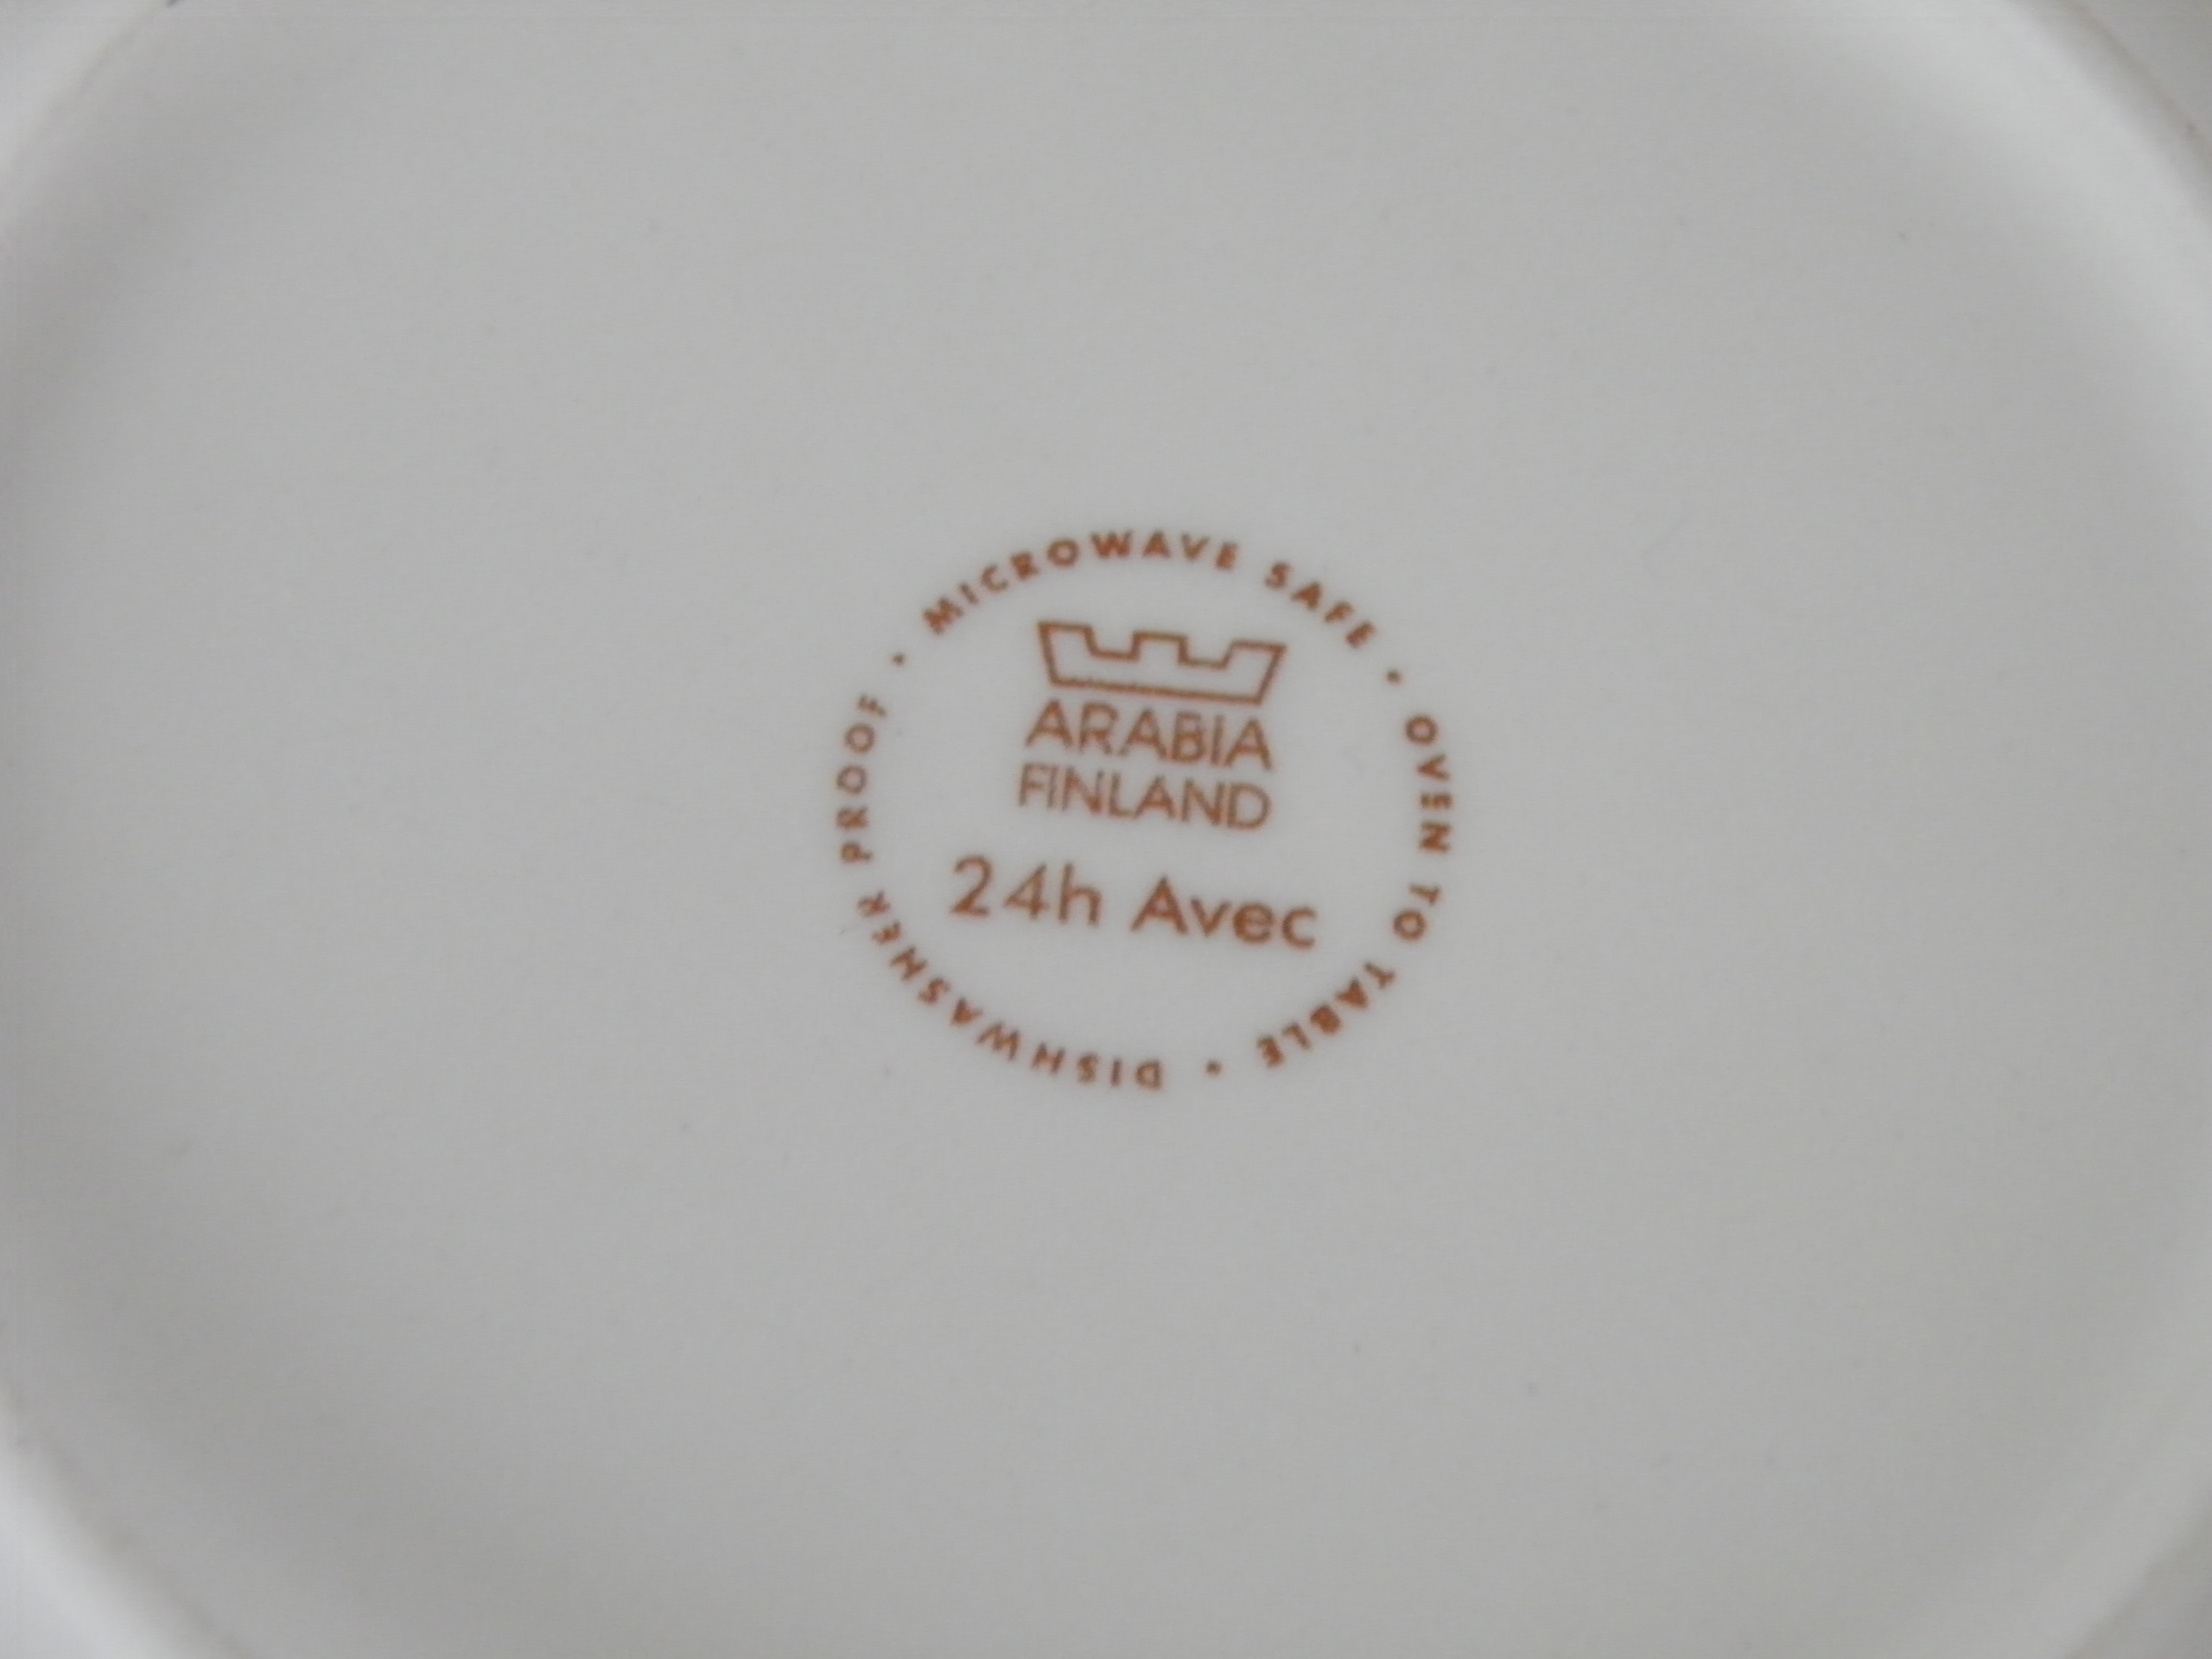 MICROWAVE SAFE · OVEN TO TABLE · DISHWASHER PROOF ·
ARABIA
FINLAND
24h Avec